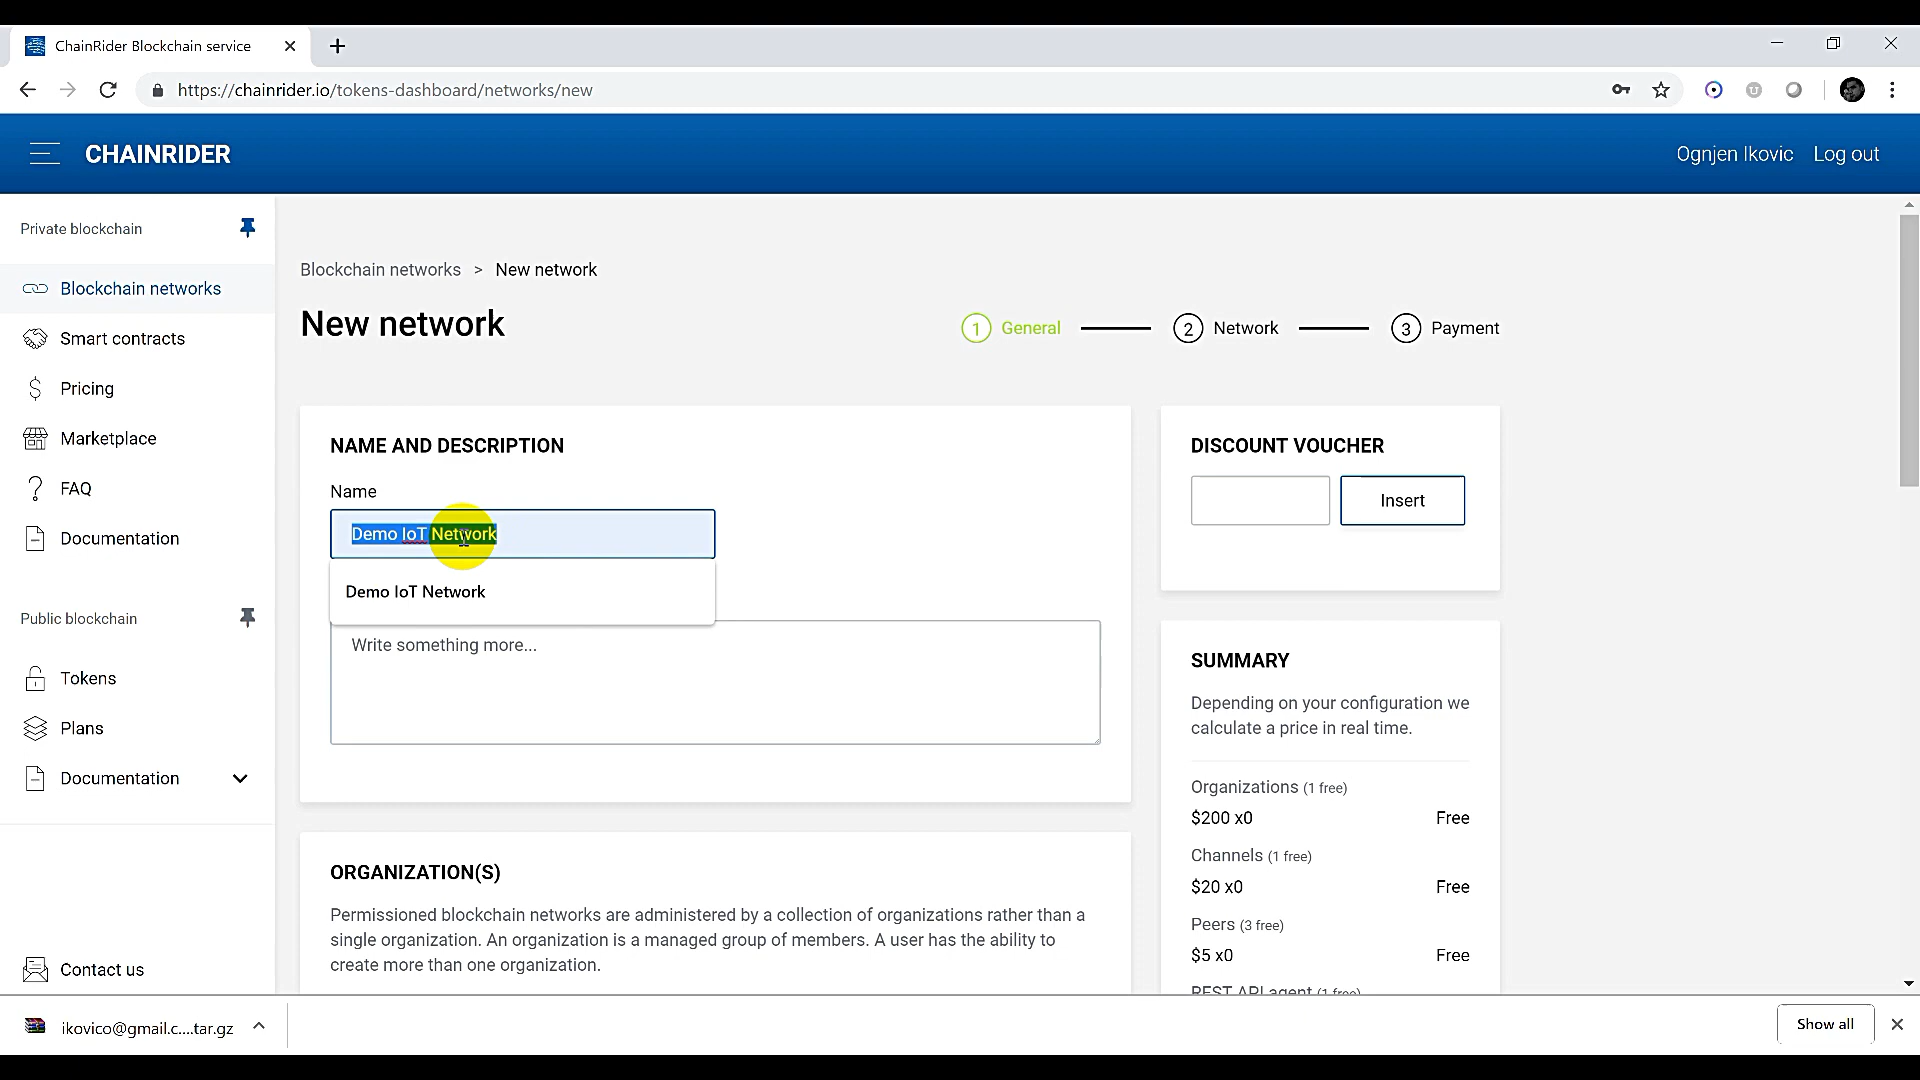 ChainRider Blockchain service
https://chainrider.io/tokens-dashboard/networks/new
CHAINRIDER
Ognjen Ikovic
Log out
Private blockchain
Blockchain networks
Smart contracts
Pricing
Marketplace
FAQ
Documentation
Public blockchain
Tokens
Plans
Documentation
Contact us
Blockchain networks > New network
New network
1 General
2 Network
3 Payment
NAME AND DESCRIPTION
Name
Demo IoT Network
Demo IoT Network
Write something more...
ORGANIZATION(S)
Permissioned blockchain networks are administered by a collection of organizations rather than a
single organization. An organization is a managed group of members. A user has the ability to
create more than one organization.
DISCOUNT VOUCHER
Insert
SUMMARY
Depending on your configuration we
calculate a price in real time.
Organizations (1 free)
$200 x0 Free
Channels (1 free)
$20 x0 Free
Peers (3 free)
$5 x0 Free
REST API agent (1 free)
ikovico@gmail.c....tar.gz
Show all